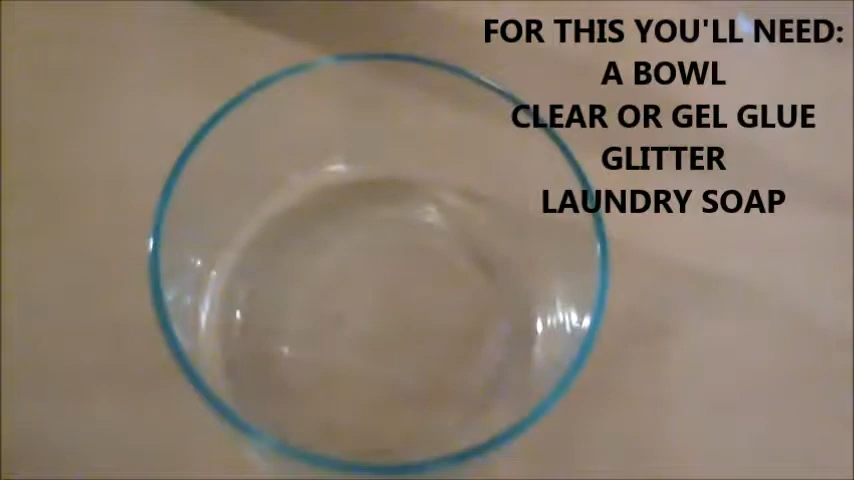 FOR THIS YOU'LL NEED:
A BOWL
CLEAR OR GEL GLUE
GLITTER
LAUNDRY SOAP